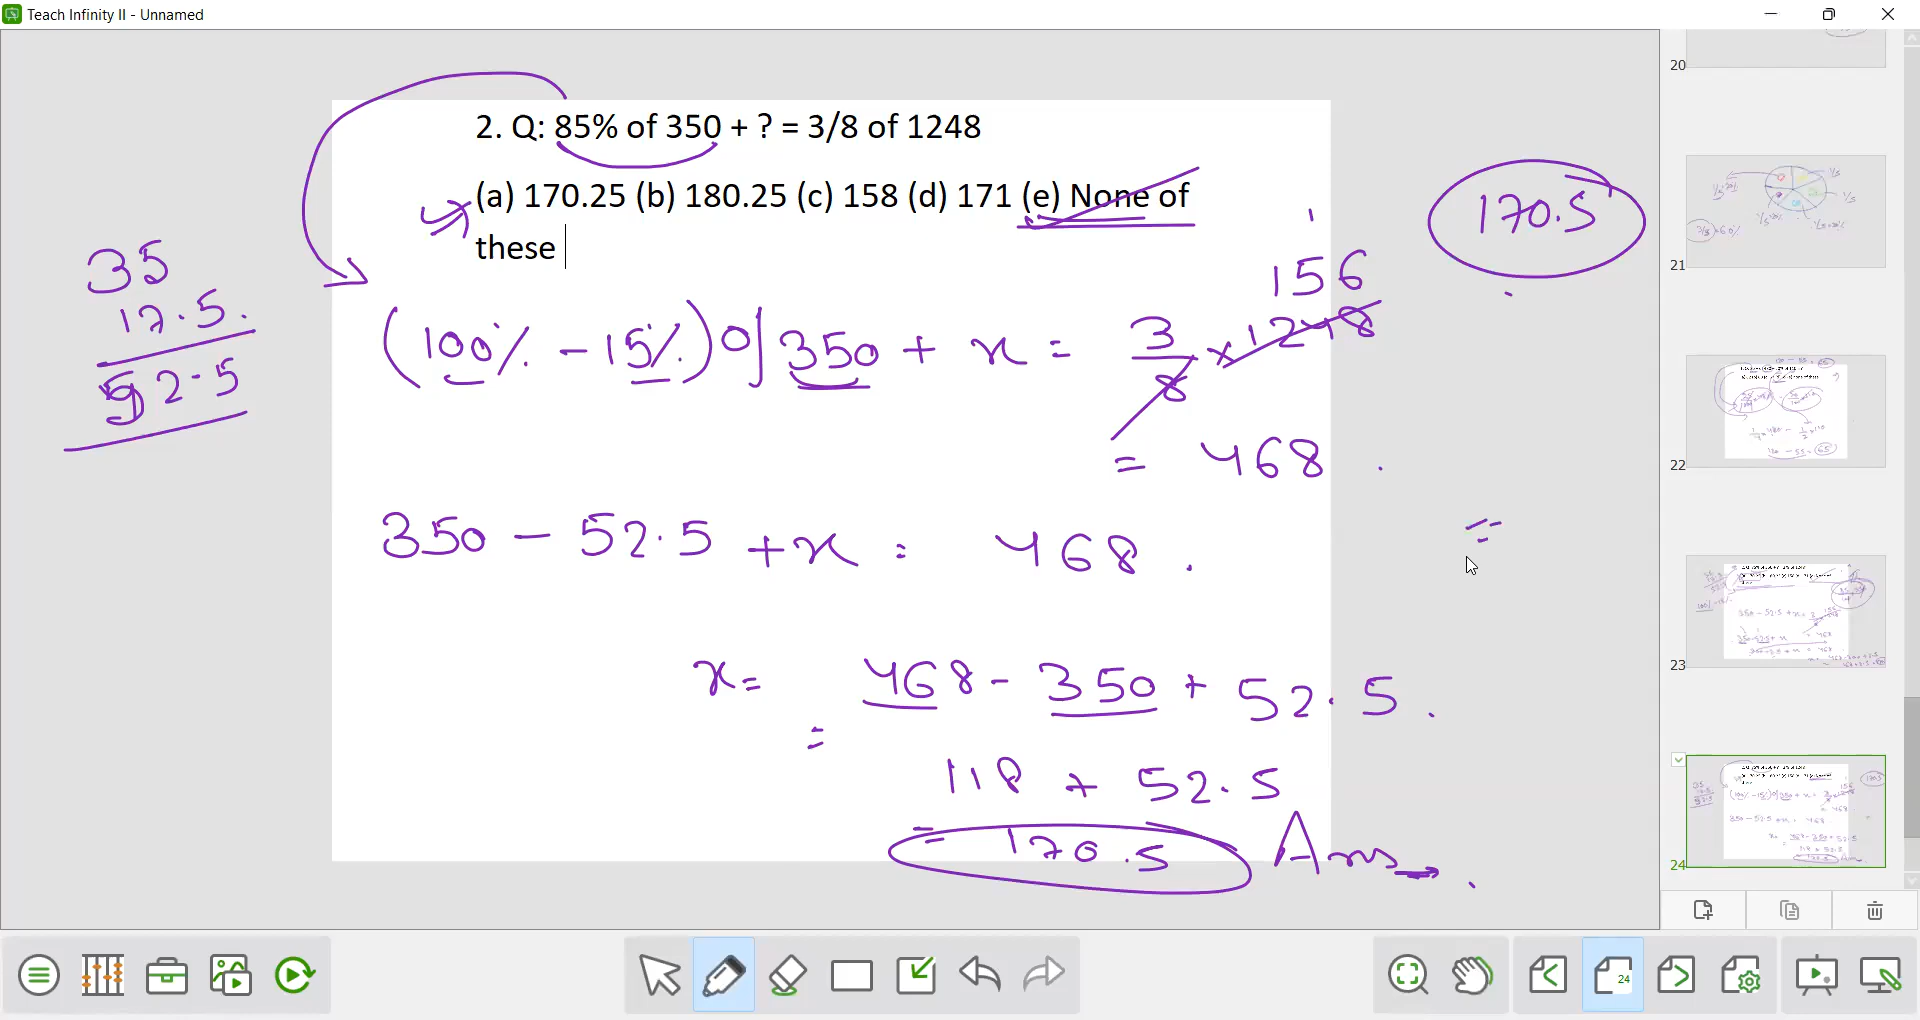 Teach Infinity II - Unnamed
2. Q: 85% of 350 + ? = 3/8 of 1248
(a) 170.25 (b) 180.25 (c) 158 (d) 171 (e) None of
these
170.5
35
17.5.
52.5
156
(100% - 15%) of 350 + x = 3/8 × 1248
= 468.
350 - 52.5 + x = 468.
x = 468 - 350 + 52.5.
=
118 + 52.5
= 170.5 Ans
20
21
22
23
24
24